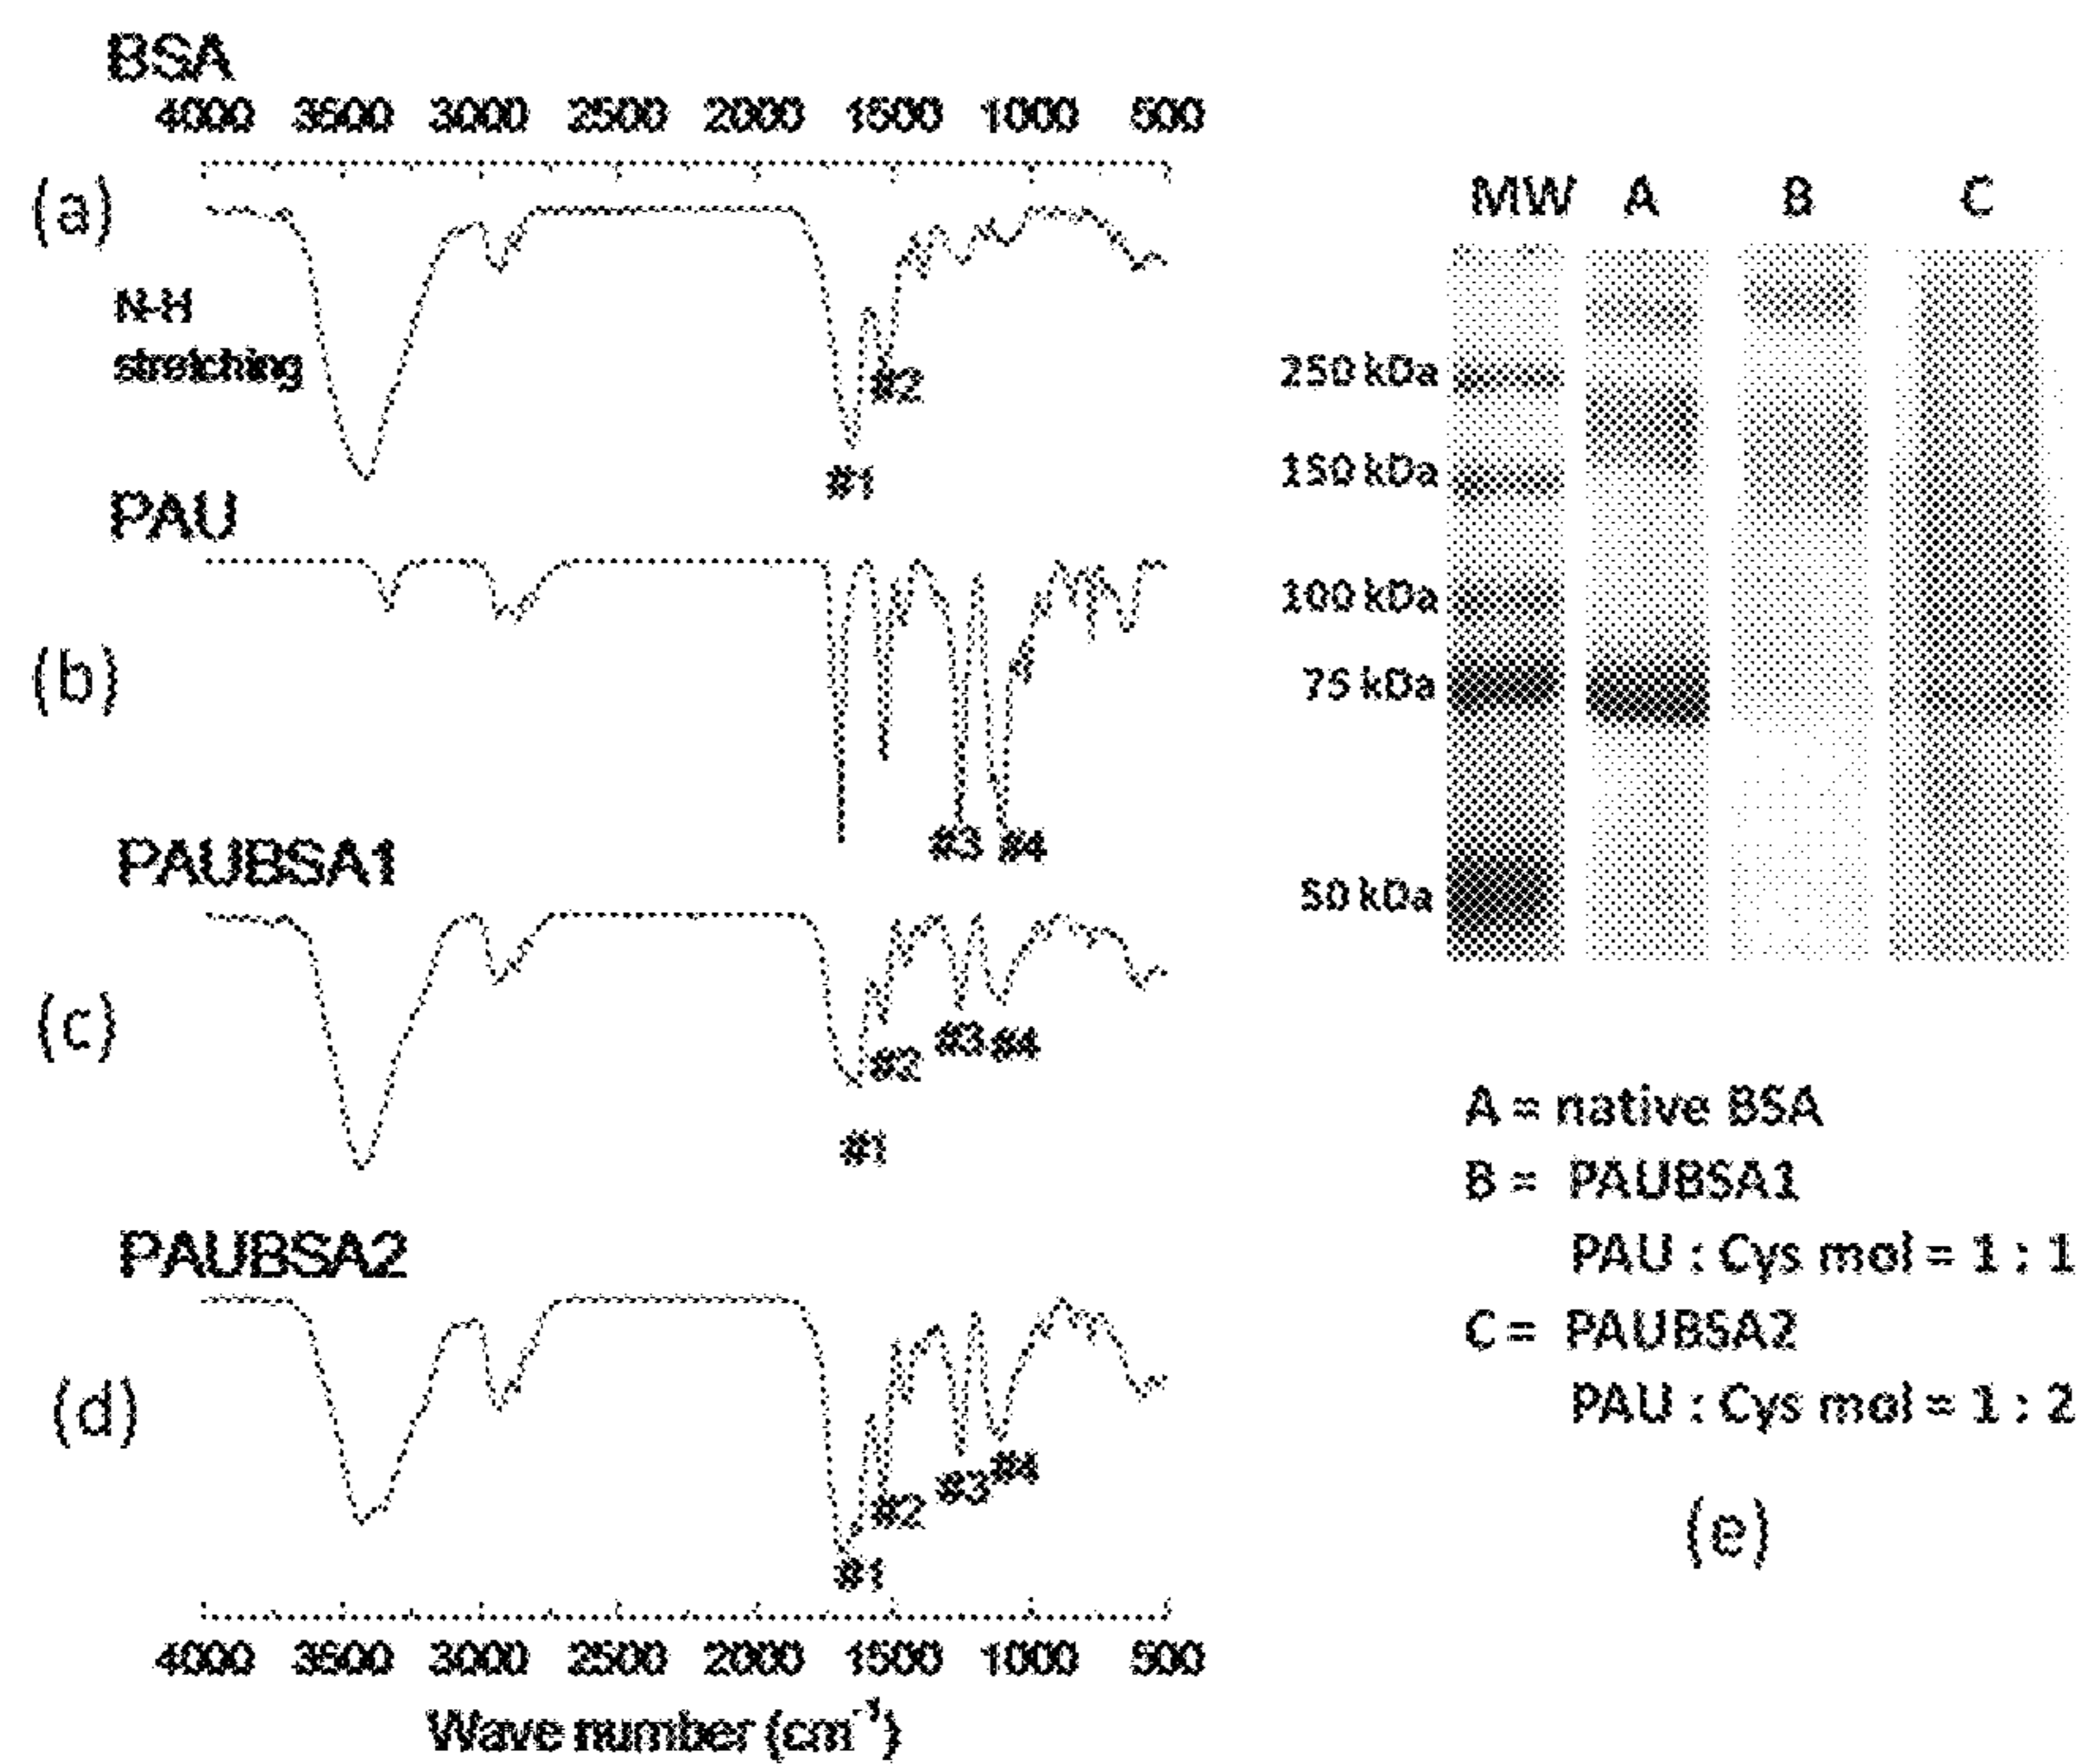 BSA
4000 3500 3000 2500 2000 1500 1000 500
(a)
N-H
stretching
#2
#1
PAU
(b)
#3 #4
PAUBSA1
(c)
#2 #3 #4
#1
PAUBSA2
(d)
#4
#3
#2
#1
4000 3500 3000 2500 2000 1500 1000 500
Wave number (cm⁻¹)
MW A B C
250 kDa
150 kDa
100 kDa
75 kDa
50 kDa
A = native BSA
B = PAUBSA1
PAU : Cys mol = 1 : 1
C = PAUBSA2
PAU : Cys mol = 1 : 2
(e)